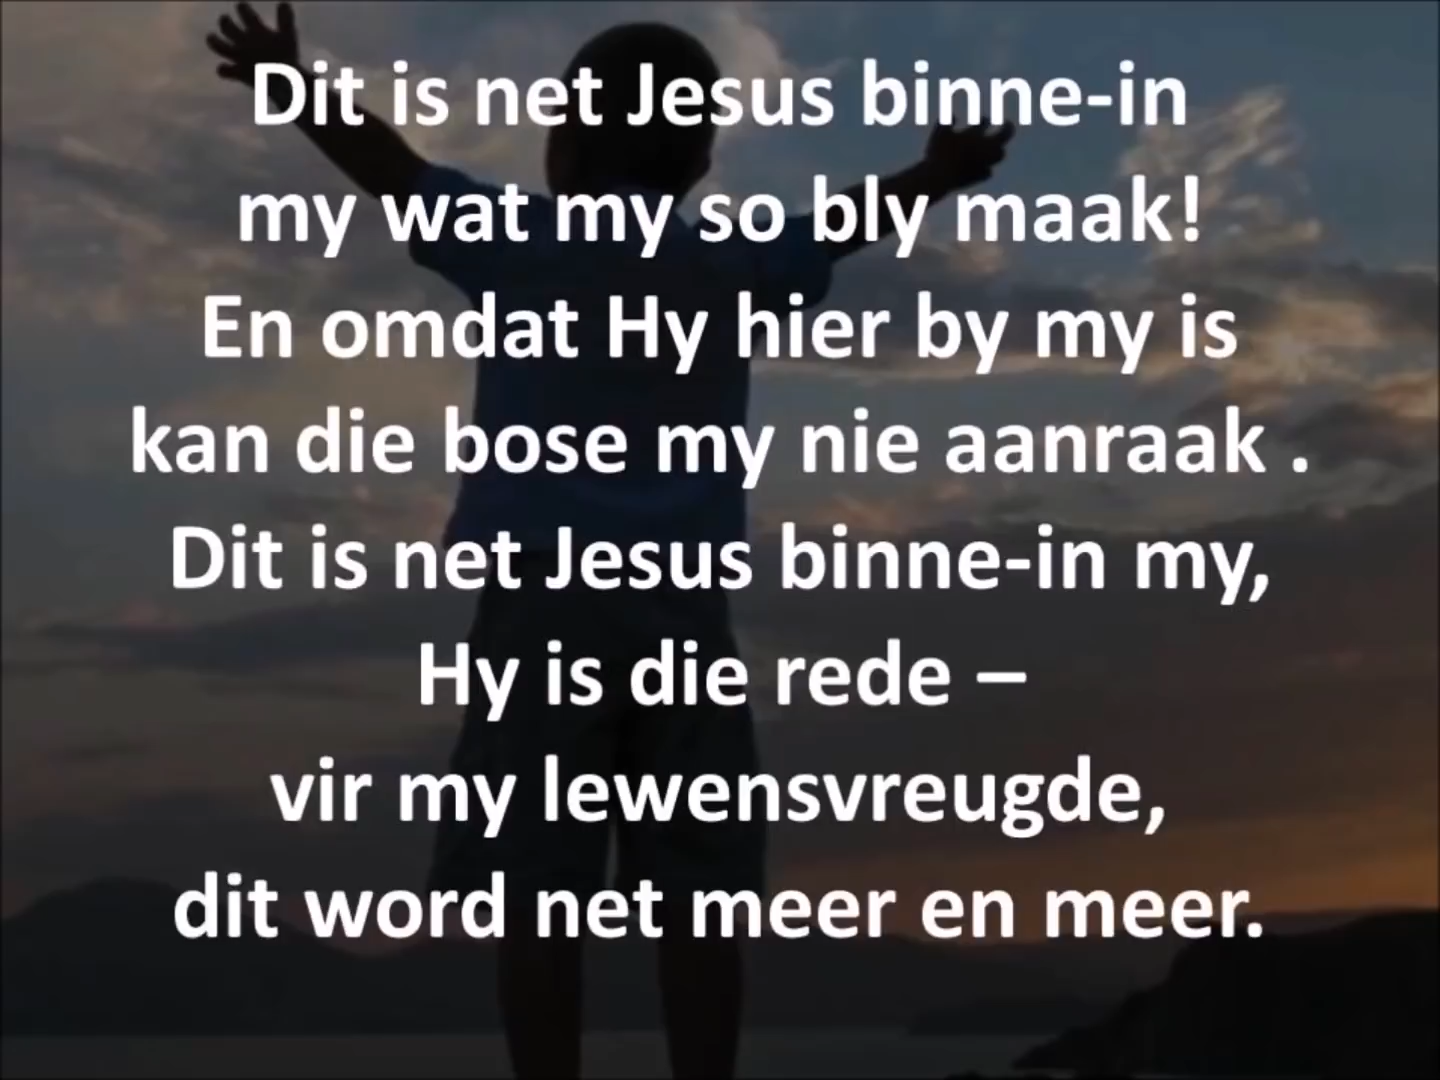 Dit is net Jesus binne-in
my wat my so bly maak!
En omdat Hy hier by my is
kan die bose my nie aanraak .
Dit is net Jesus binne-in my,
Hy is die rede –
vir my lewensvreugde,
dit word net meer en meer.